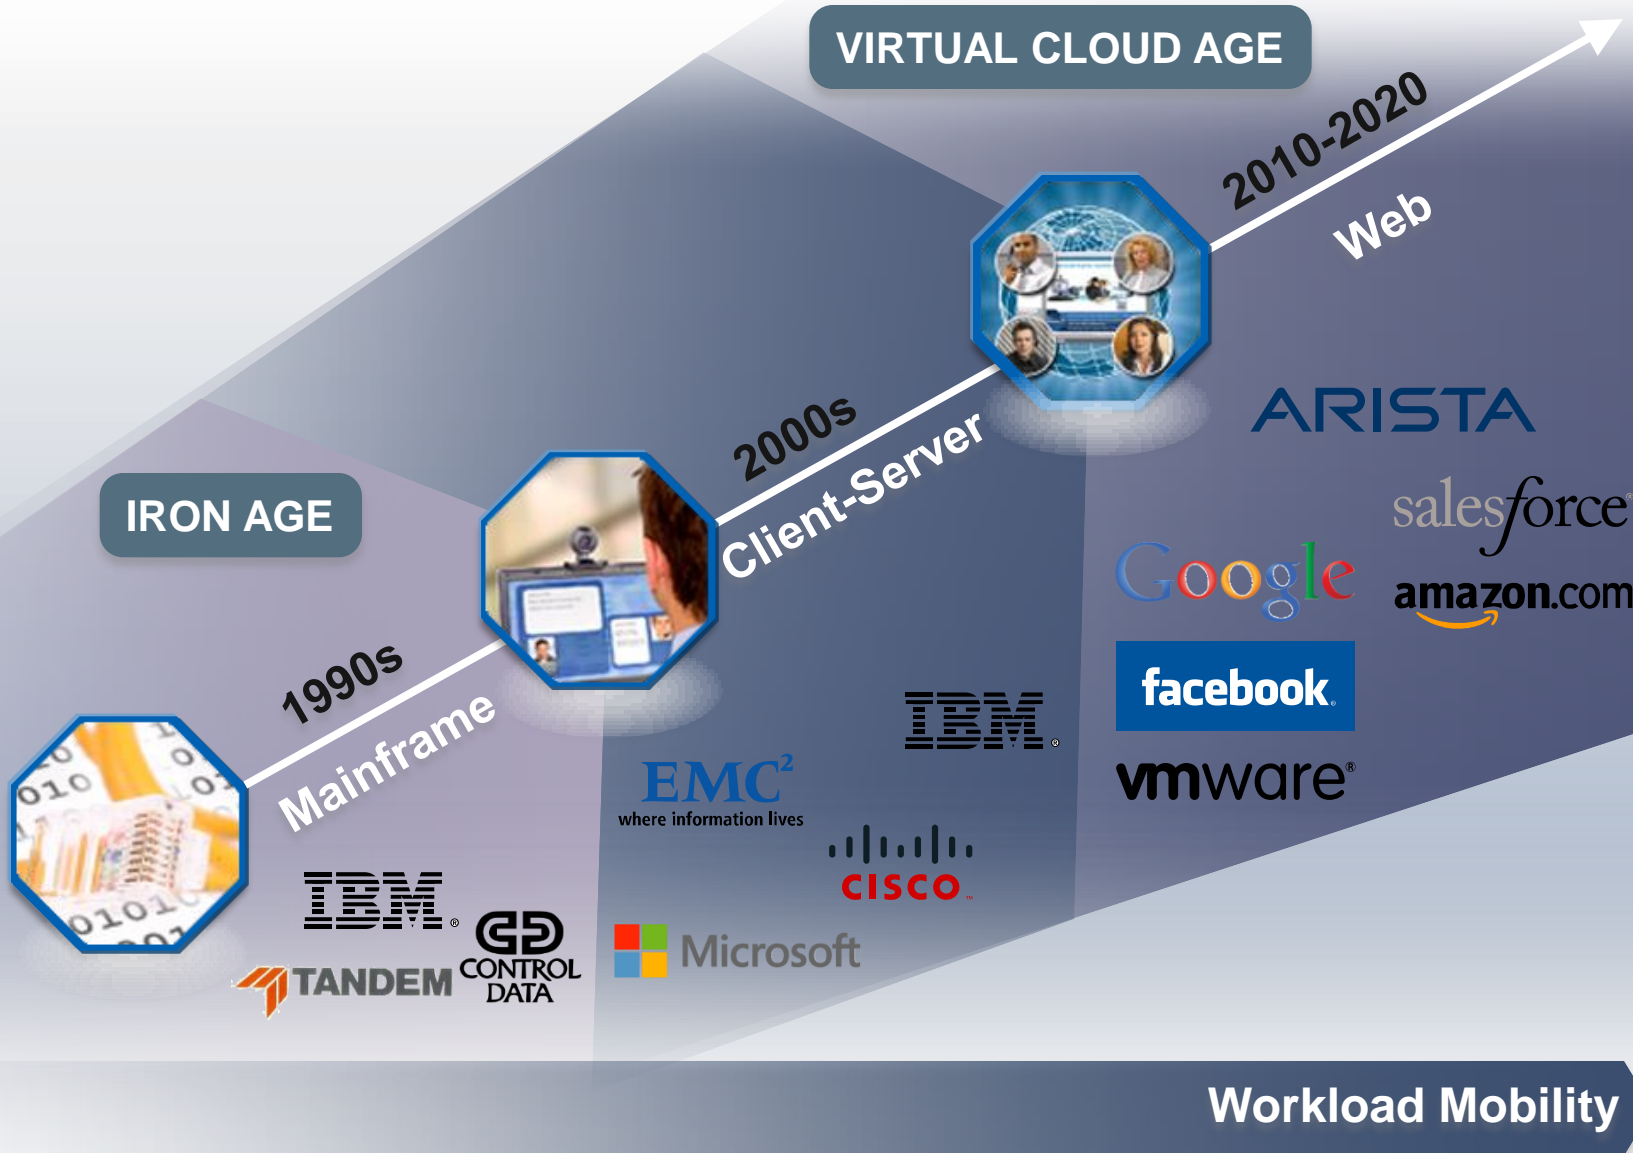 VIRTUAL CLOUD AGE
2010-2020
Web
ARISTA
salesforce®
Google
amazon.com
facebook®
vmware®
2000s
Client-Server
IBM®
EMC²
where information lives
CISCO™
Microsoft
IRON AGE
1990s
Mainframe
IBM®
TANDEM
CONTROL
DATA
Workload Mobility